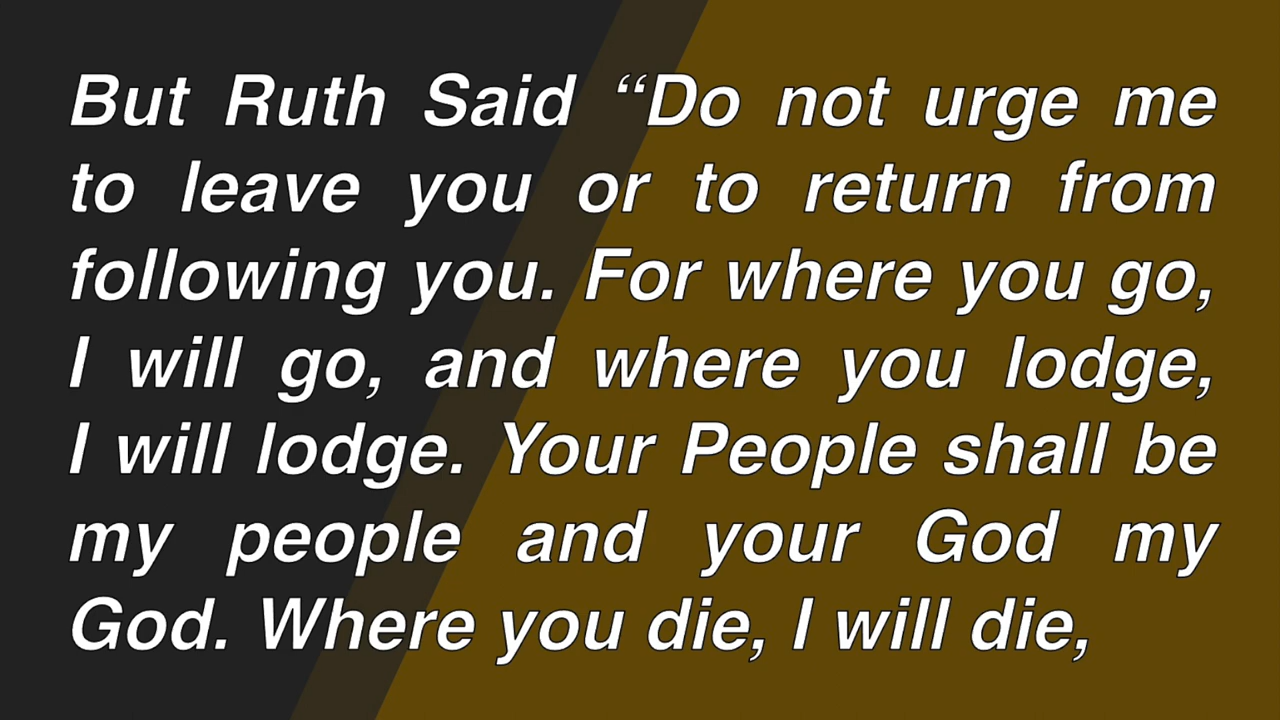 But Ruth Said “Do not urge me
to leave you or to return from
following you. For where you go,
I will go, and where you lodge,
I will lodge. Your People shall be
my people and your God my
God. Where you die, I will die,